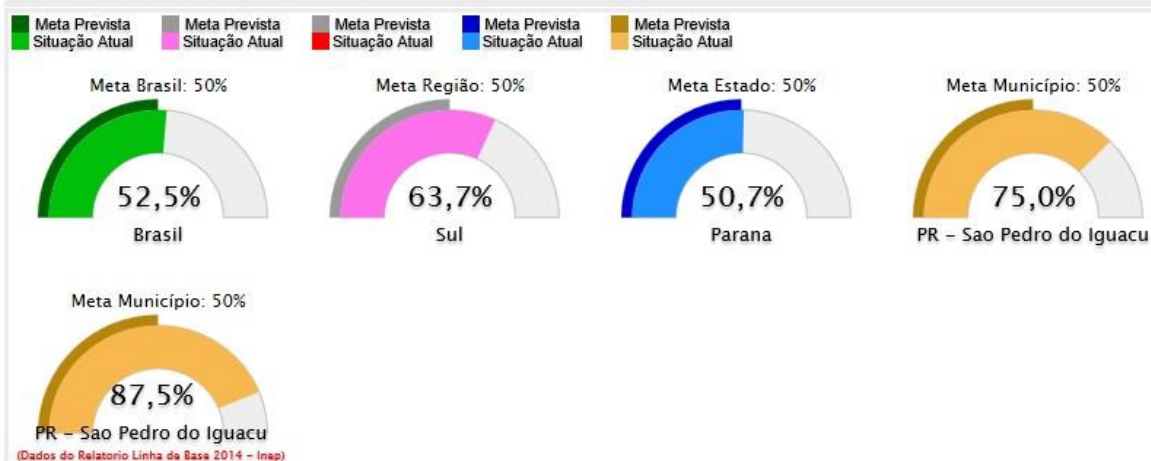 Meta Prevista Meta Prevista Meta Prevista Meta Prevista Meta Prevista
Situação Atual Situação Atual Situação Atual Situação Atual Situação Atual
Meta Brasil: 50%
52,5%
Brasil
Meta Região: 50%
63,7%
Sul
Meta Estado: 50%
50,7%
Parana
Meta Município: 50%
75,0%
PR – Sao Pedro do Iguacu
Meta Município: 50%
87,5%
PR – Sao Pedro do Iguacu
(Dados do Relatorio Linha de Base 2014 – Inep)